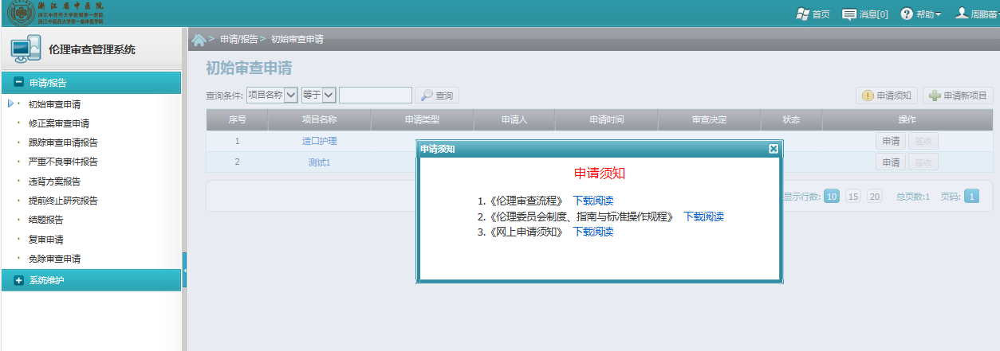 浙江省中医院
浙江中医药大学附属第一医院
浙江中医药大学第一临床医学院
首页 消息[0] 帮助 周鹏蕾
伦理审查管理系统
申请/报告
初始审查申请
修正案审查申请
跟踪审查申请报告
严重不良事件报告
违背方案报告
提前终止研究报告
结题报告
复审申请
免除审查申请
系统维护
> 申请/报告 > 初始审查申请
初始审查申请
查询条件: 项目名称 等于 查询 申请须知 申请新项目
序号 项目名称 申请类型 申请人 申请时间 审查决定 状态 操作
1 造口护理 申请 签收
2 测试1 申请 签收
显示行数: 10 15 20 总页数:1 页码: 1
申请须知
申请须知
1.《伦理审查流程》 下载阅读
2.《伦理委员会制度、指南与标准操作规程》 下载阅读
3.《网上申请须知》 下载阅读